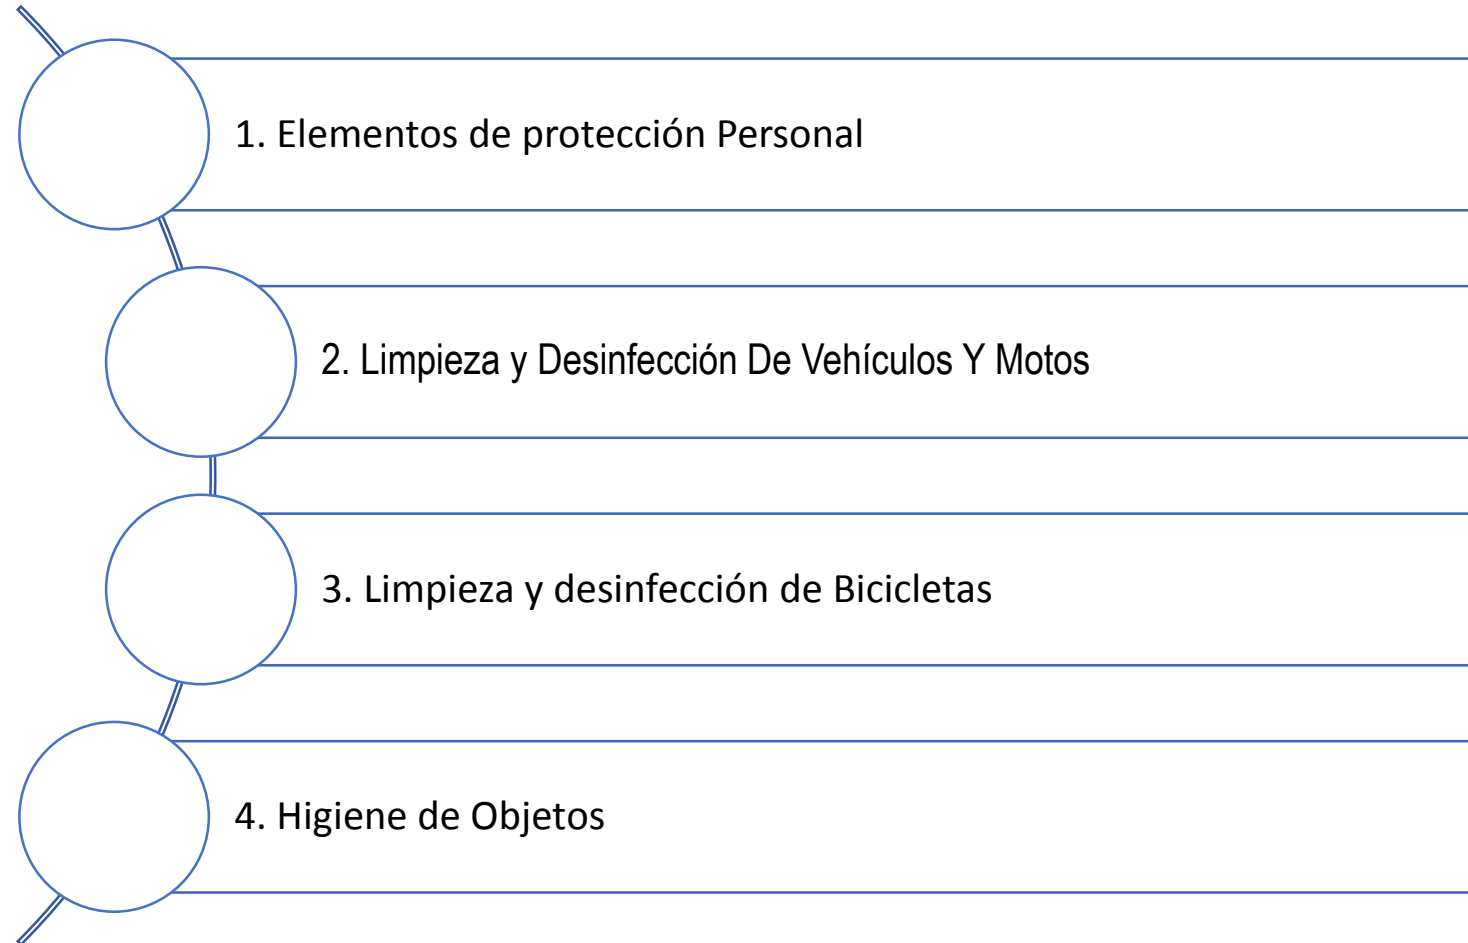 1. Elementos de protección Personal
2. Limpieza y Desinfección De Vehículos Y Motos
3. Limpieza y desinfección de Bicicletas
4. Higiene de Objetos